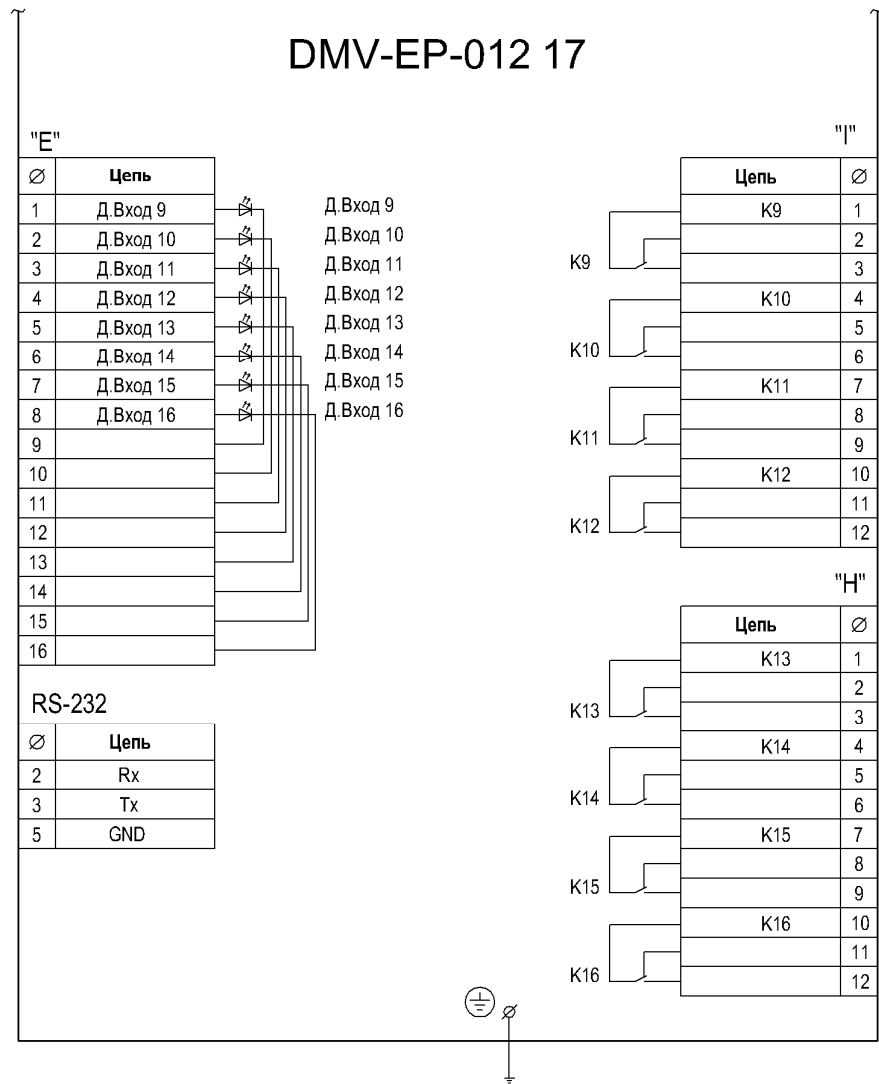 DMV-EP-012 17
"E"
Ø Цепь
1 Д.Вход 9
2 Д.Вход 10
3 Д.Вход 11
4 Д.Вход 12
5 Д.Вход 13
6 Д.Вход 14
7 Д.Вход 15
8 Д.Вход 16
9
10
11
12
13
14
15
16
Д.Вход 9
Д.Вход 10
Д.Вход 11
Д.Вход 12
Д.Вход 13
Д.Вход 14
Д.Вход 15
Д.Вход 16
RS-232
Ø Цепь
2 Rx
3 Tx
5 GND
"I"
Цепь Ø
K9 1
2
K9 3
K10 4
5
K10 6
K11 7
8
K11 9
K12 10
11
K12 12
"H"
Цепь Ø
K13 1
2
K13 3
K14 4
5
K14 6
K15 7
8
K15 9
K16 10
11
K16 12